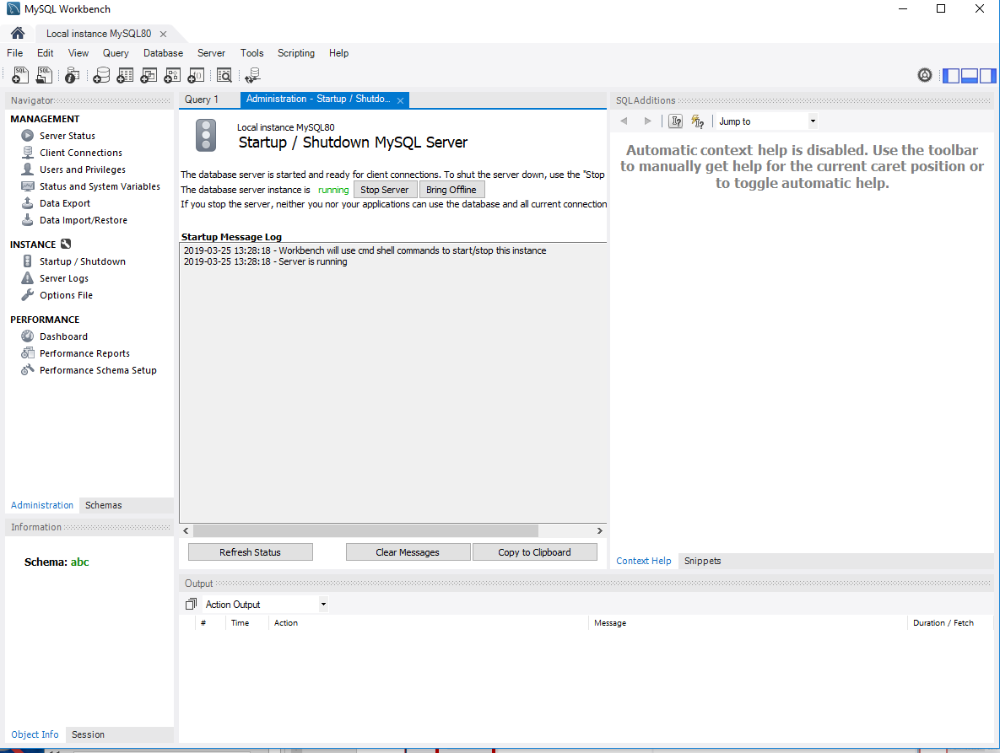 MySQL Workbench
Local instance MySQL80
File Edit View Query Database Server Tools Scripting Help
Navigator
MANAGEMENT
Server Status
Client Connections
Users and Privileges
Status and System Variables
Data Export
Data Import/Restore
INSTANCE
Startup / Shutdown
Server Logs
Options File
PERFORMANCE
Dashboard
Performance Reports
Performance Schema Setup
Administration Schemas
Information
Schema: abc
Object Info Session
Query 1 Administration - Startup / Shutdo...
Local instance MySQL80
Startup / Shutdown MySQL Server
The database server is started and ready for client connections. To shut the server down, use the "Stop
The database server instance is running Stop Server Bring Offline
If you stop the server, neither you nor your applications can use the database and all current connection
Startup Message Log
2019-03-25 13:28:18 - Workbench will use cmd shell commands to start/stop this instance
2019-03-25 13:28:18 - Server is running
Refresh Status Clear Messages Copy to Clipboard
SQLAdditions
Jump to
Automatic context help is disabled. Use the toolbar
to manually get help for the current caret position or
to toggle automatic help.
Context Help Snippets
Output
Action Output
# Time Action Message Duration / Fetch